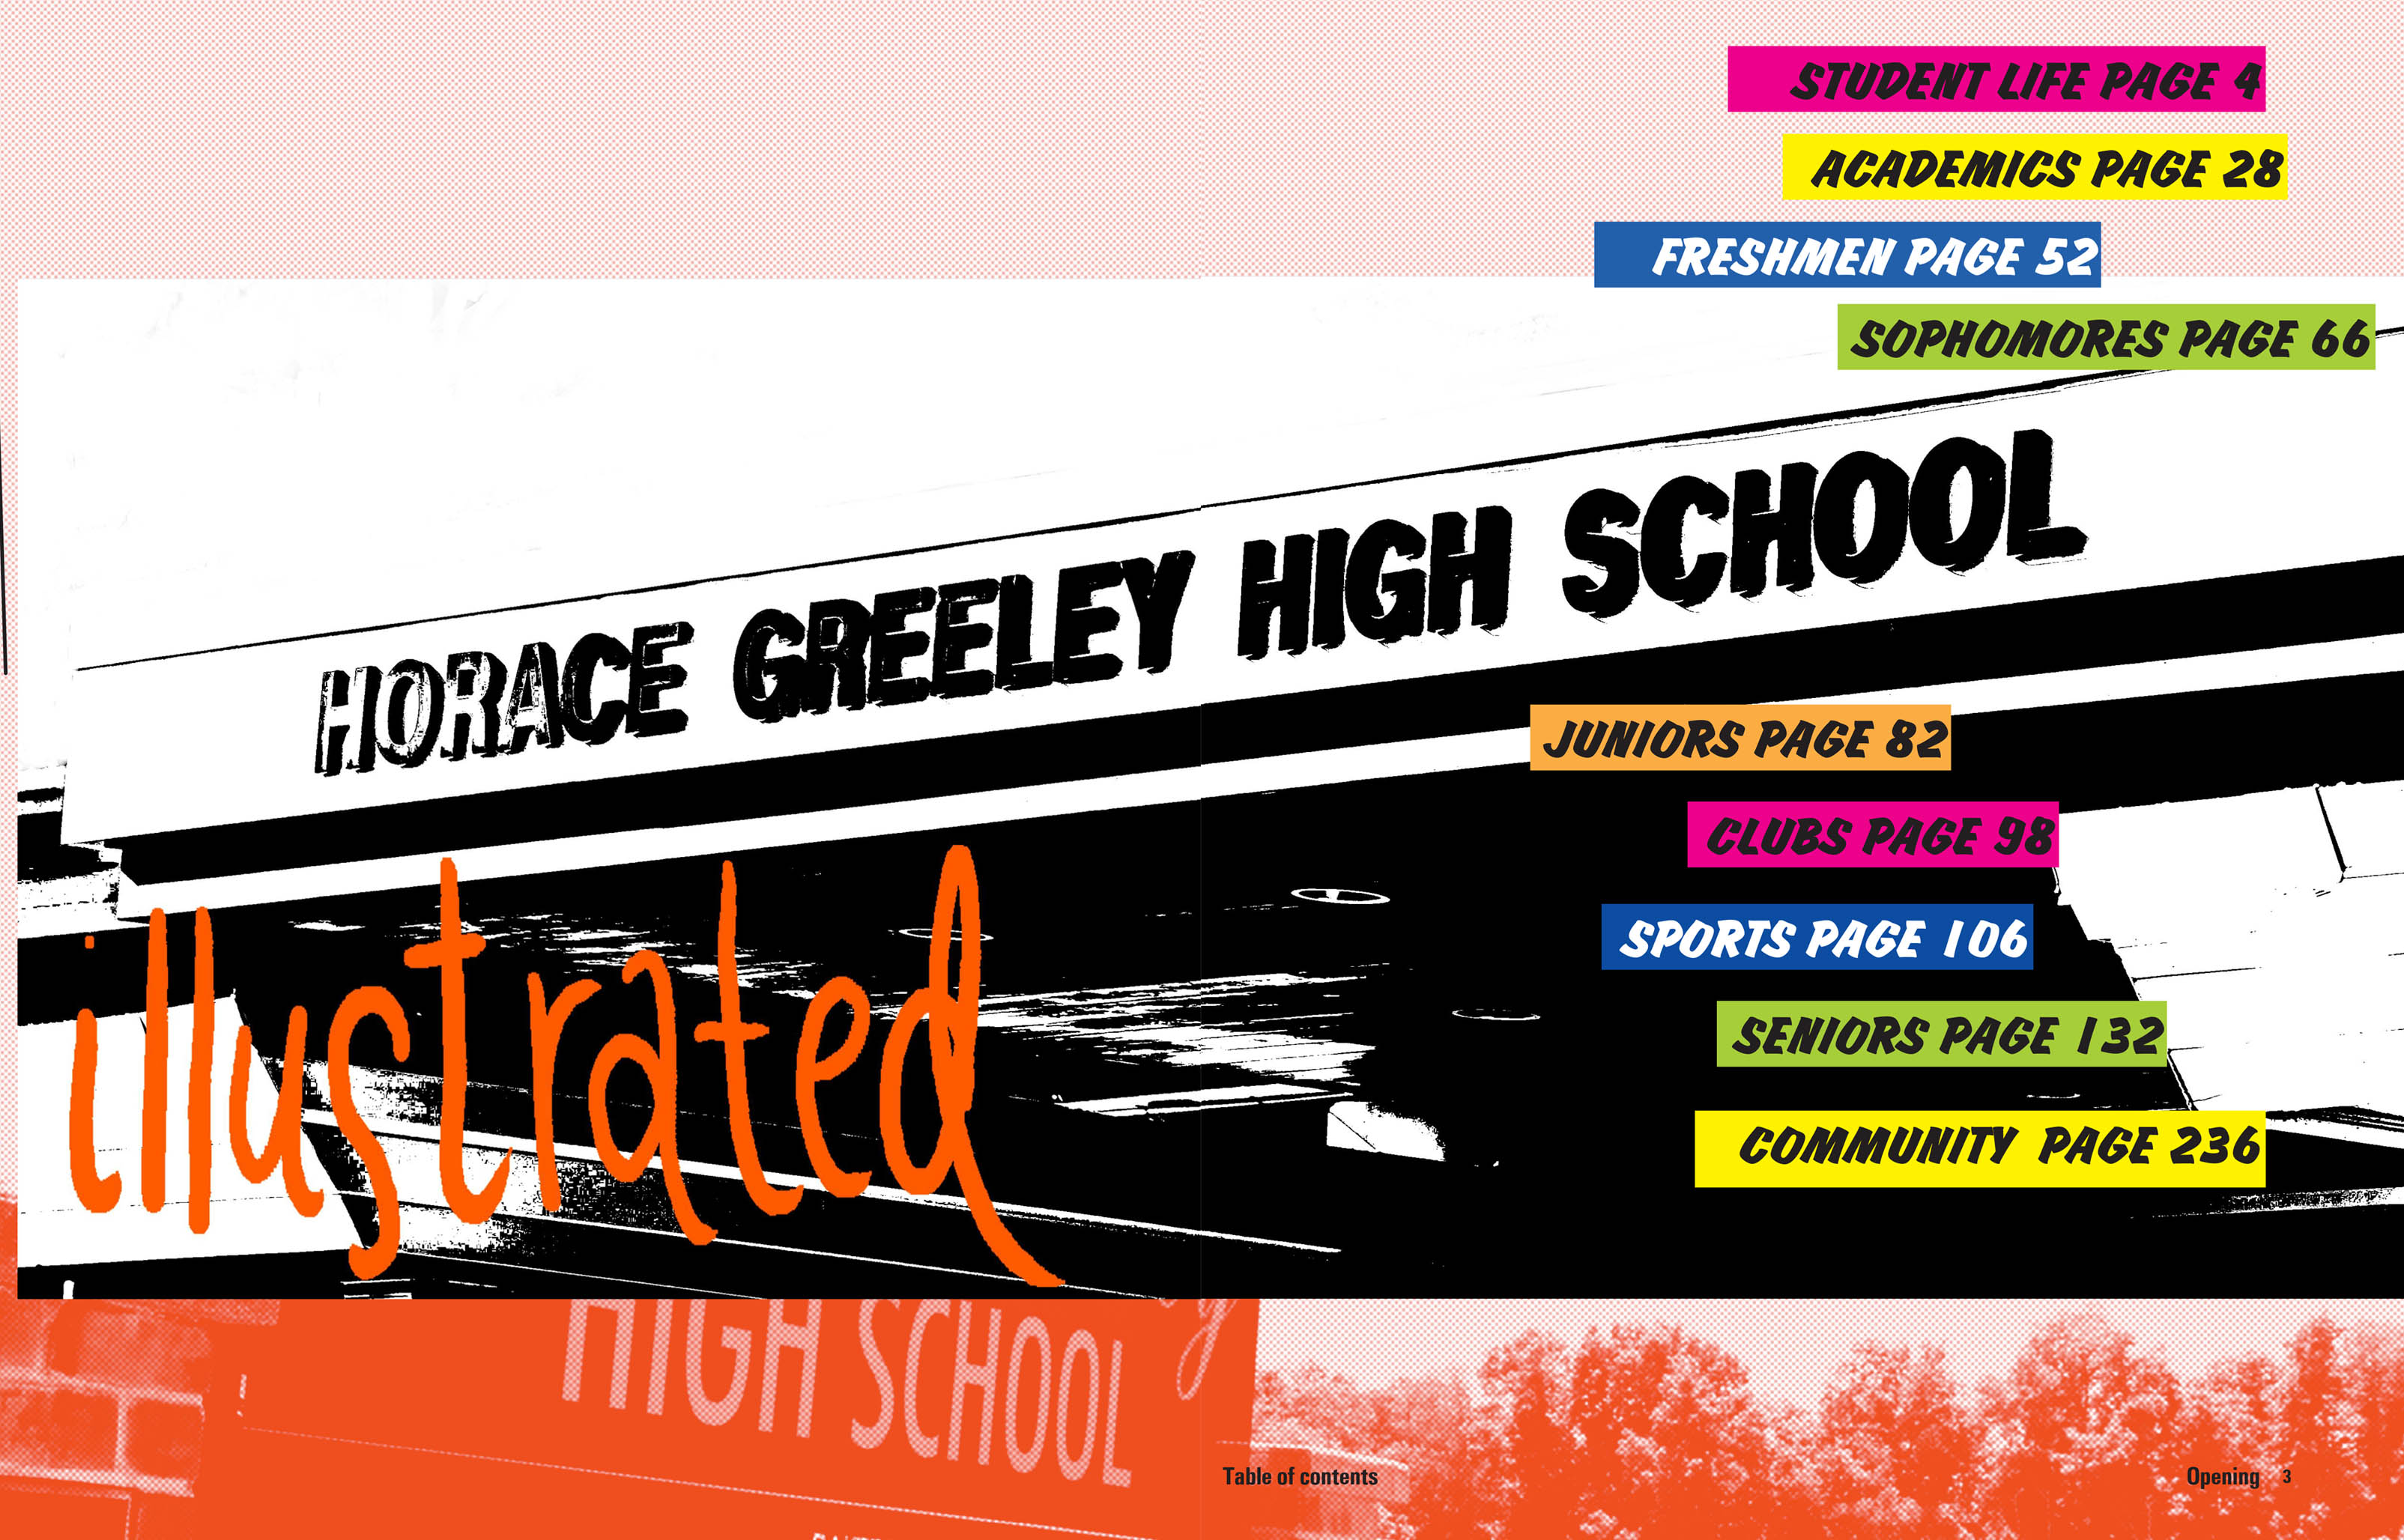 STUDENT LIFE PAGE 4
ACADEMICS PAGE 28
FRESHMEN PAGE 52
SOPHOMORES PAGE 66
HORACE GREELEY HIGH SCHOOL
JUNIORS PAGE 82
CLUBS PAGE 98
SPORTS PAGE 106
SENIORS PAGE 132
COMMUNITY PAGE 236
illustrated
HIGH SCHOOL
Table of contents
Opening 3